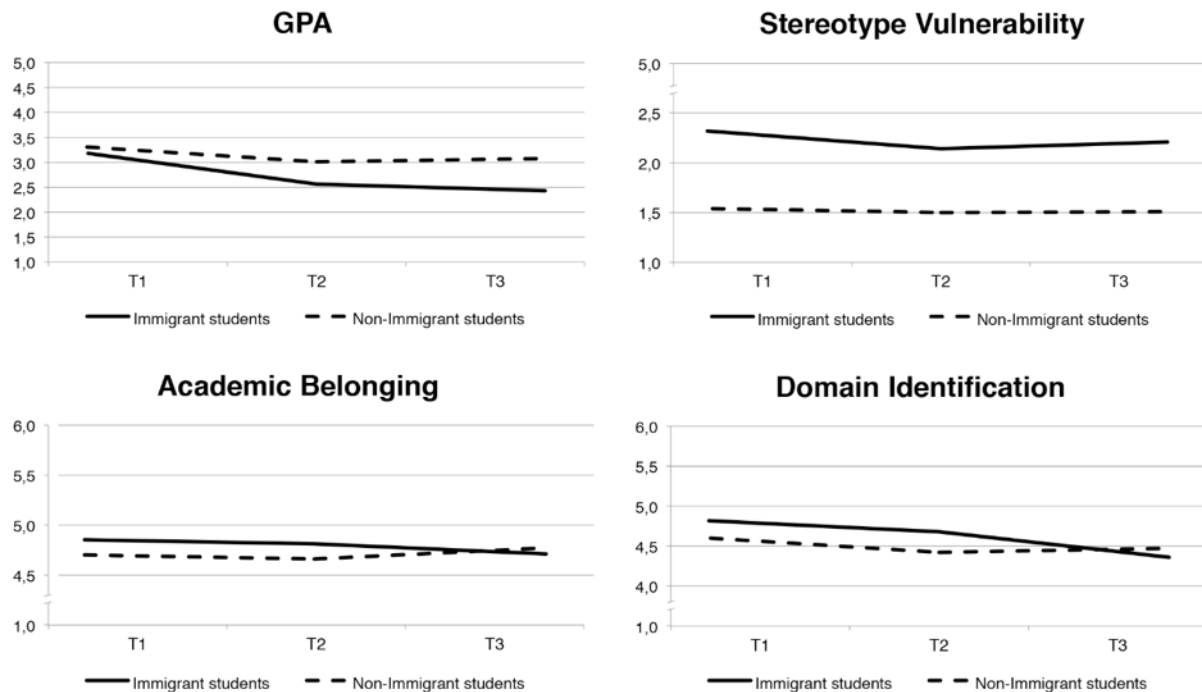 GPA
5,0
4,5
4,0
3,5
3,0
2,5
2,0
1,5
1,0
T1 T2 T3
Immigrant students Non-Immigrant students
Stereotype Vulnerability
5,0
2,5
2,0
1,5
1,0
T1 T2 T3
Immigrant students Non-Immigrant students
Academic Belonging
6,0
5,5
5,0
4,5
1,0
T1 T2 T3
Immigrant students Non-Immigrant students
Domain Identification
6,0
5,5
5,0
4,5
4,0
1,0
T1 T2 T3
Immigrant students Non-Immigrant students